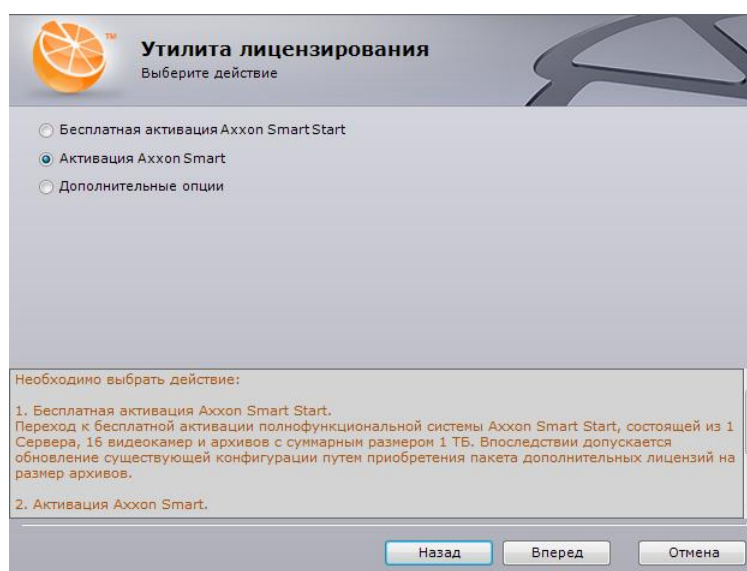 TM
Утилита лицензирования
Выберите действие
Бесплатная активация Axxon Smart Start
Активация Axxon Smart
Дополнительные опции
Необходимо выбрать действие:
1. Бесплатная активация Axxon Smart Start.
Переход к бесплатной активации полнофункциональной системы Axxon Smart Start, состоящей из 1
Сервера, 16 видеокамер и архивов с суммарным размером 1 ТБ. Впоследствии допускается
обновление существующей конфигурации путем приобретения пакета дополнительных лицензий на
размер архивов.
2. Активация Axxon Smart.
Назад
Вперед
Отмена